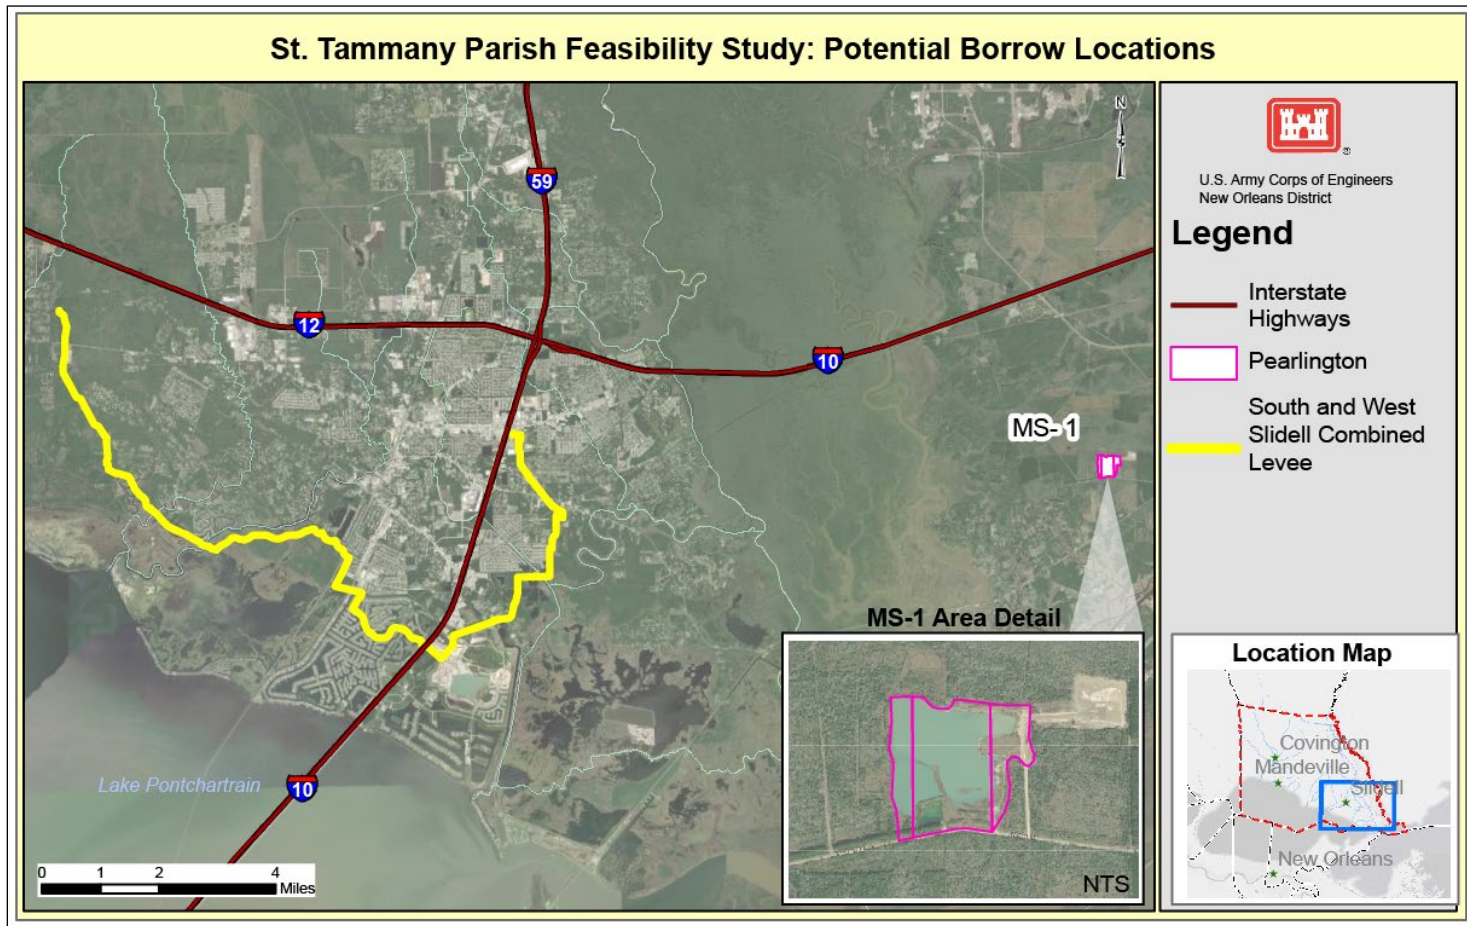 St. Tammany Parish Feasibility Study: Potential Borrow Locations
N
59
12
10
MS- 1
MS-1 Area Detail
NTS
Lake Pontchartrain
10
0 1 2 4
Miles
®
U.S. Army Corps of Engineers
New Orleans District
Legend
Interstate
Highways
Pearlington
South and West
Slidell Combined
Levee
Location Map
Covington
Mandeville
Slidell
New Orleans